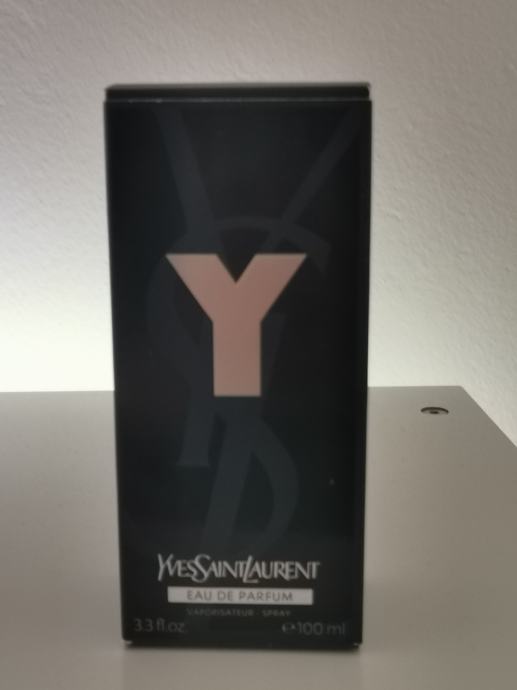 Y
YVESSAINTLAURENT
EAU DE PARFUM
VAPORISATEUR - SPRAY
3.3 fl.oz. ℮100 ml